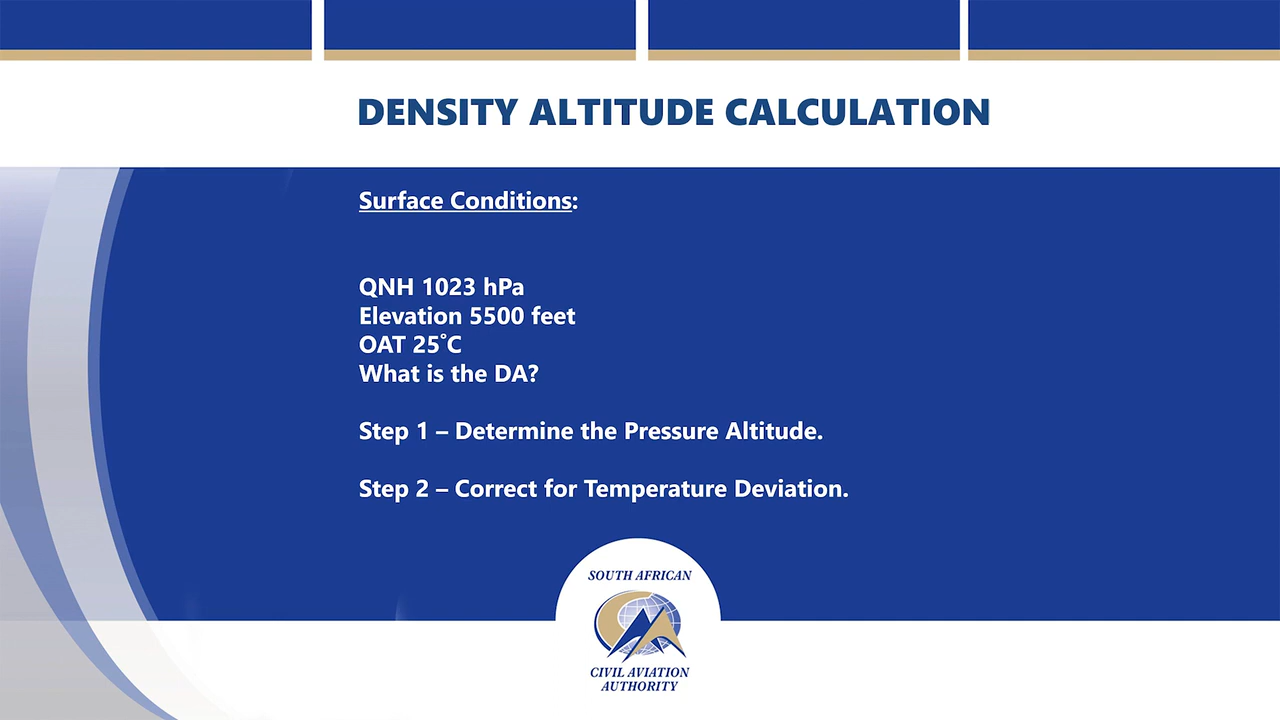 DENSITY ALTITUDE CALCULATION
Surface Conditions:
QNH 1023 hPa
Elevation 5500 feet
OAT 25˚C
What is the DA?
Step 1 – Determine the Pressure Altitude.
Step 2 – Correct for Temperature Deviation.
SOUTH AFRICAN
CIVIL AVIATION
AUTHORITY